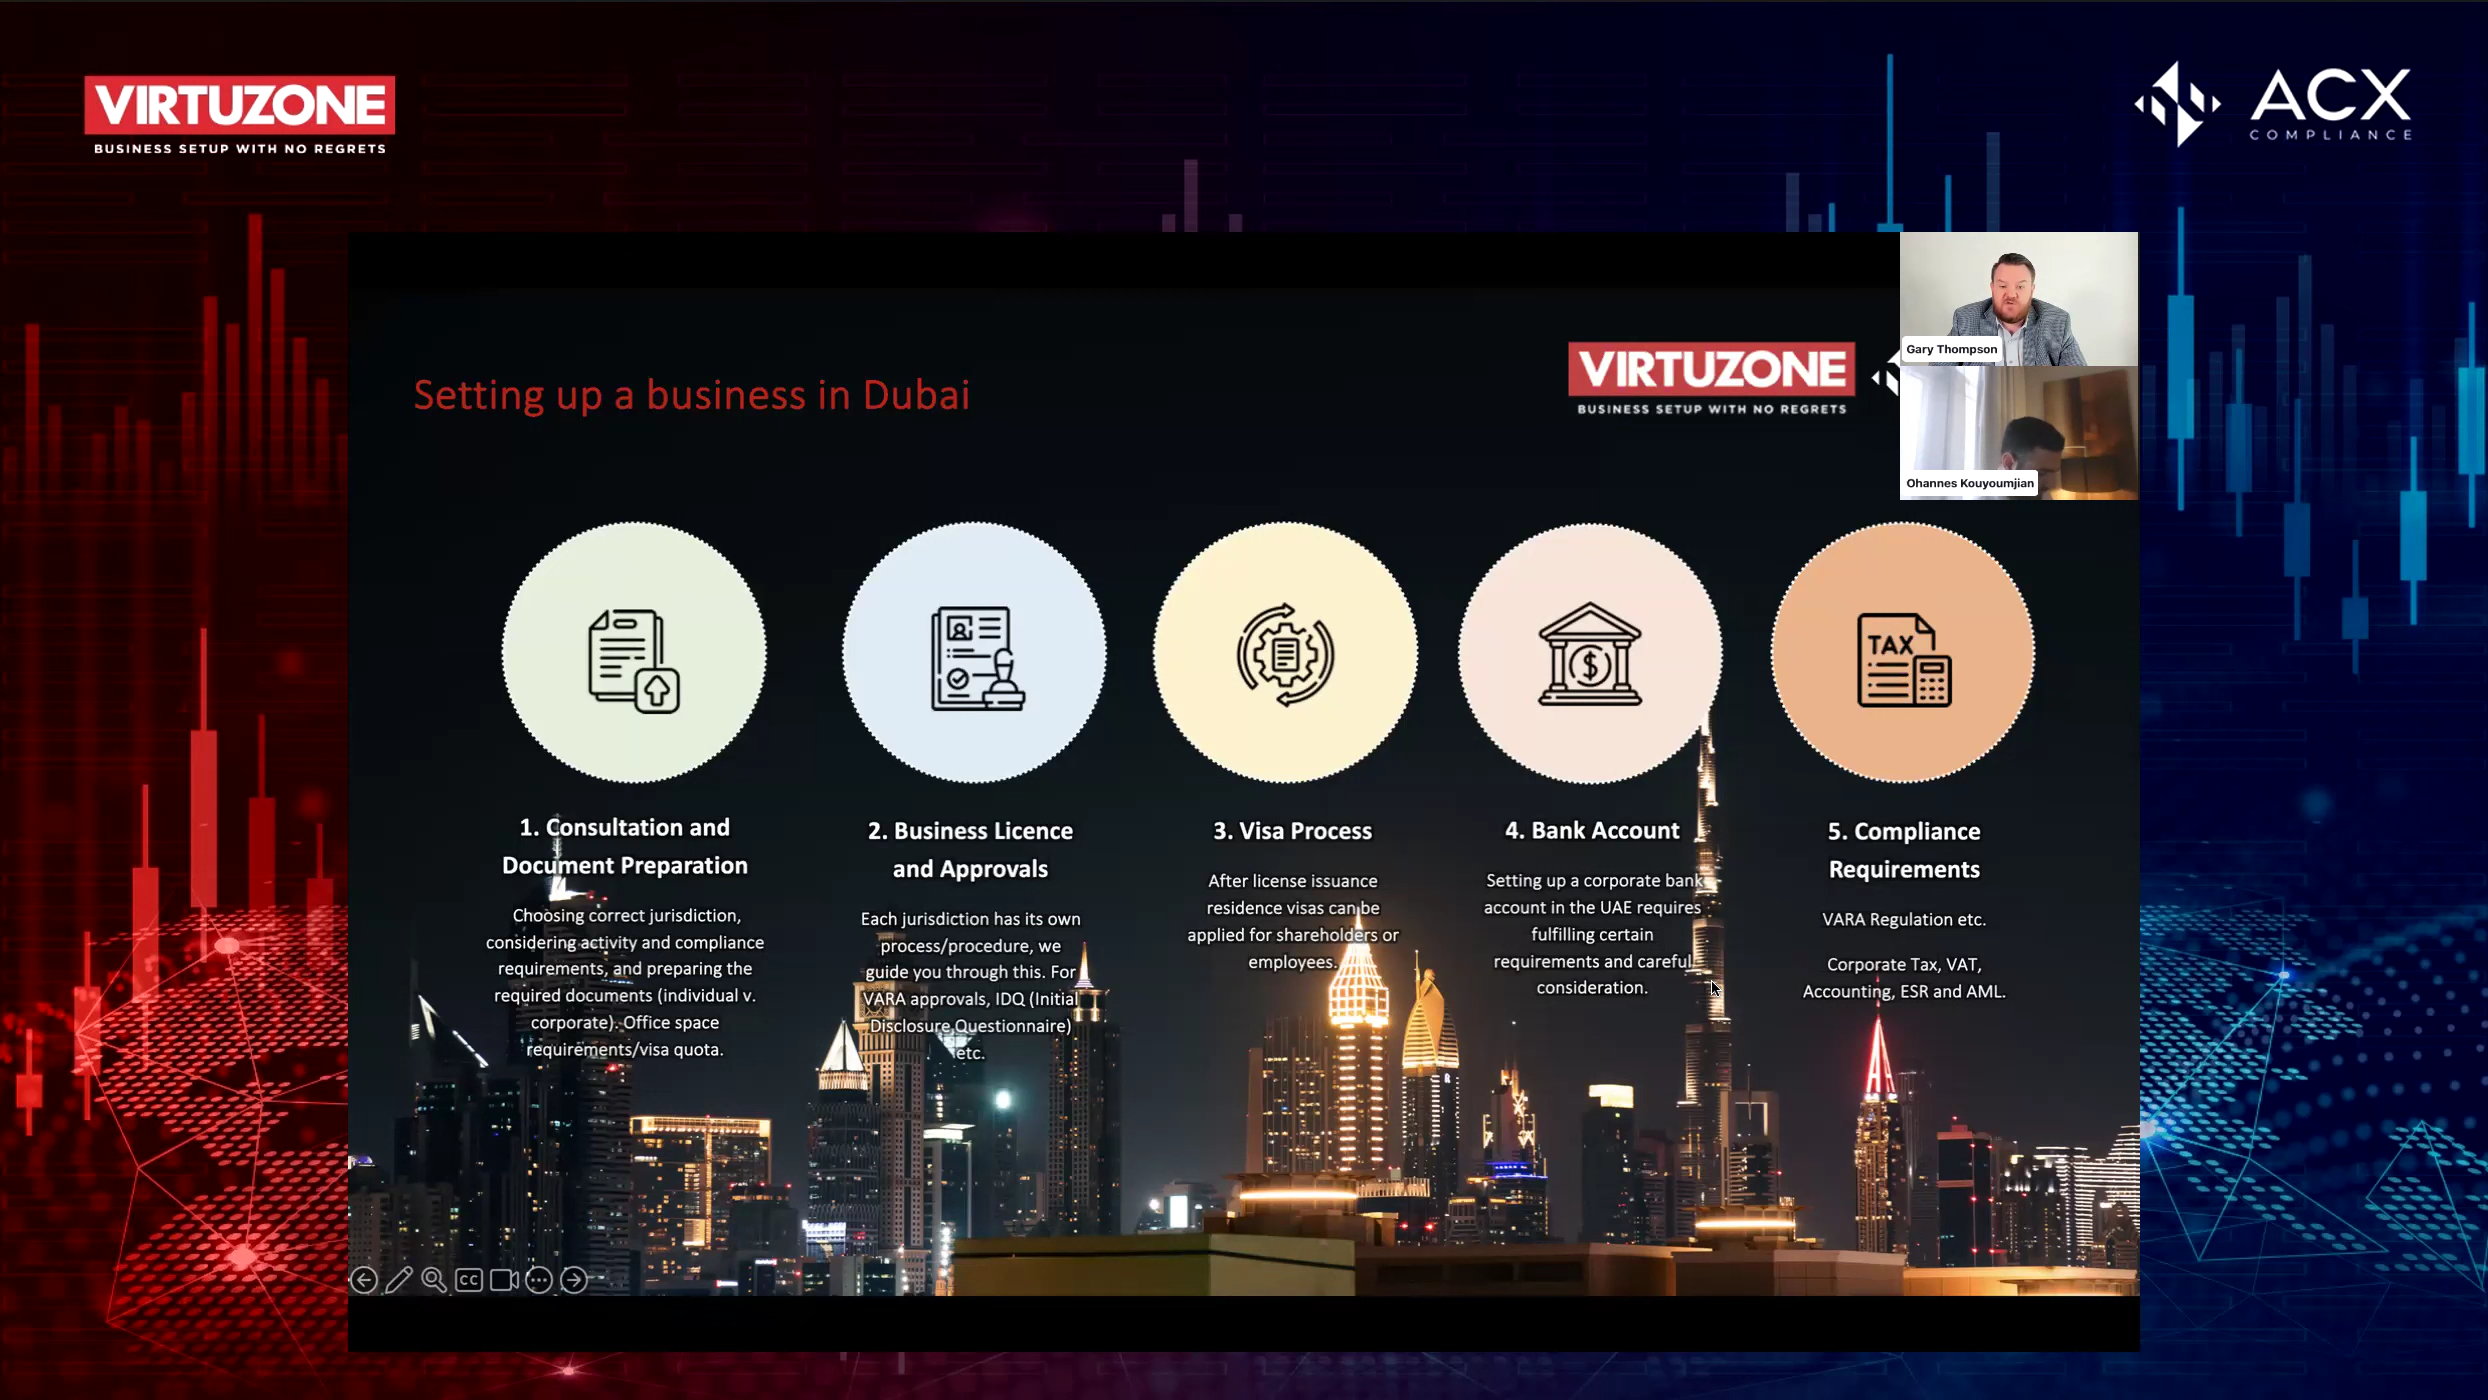 VIRTUZONE
BUSINESS SETUP WITH NO REGRETS
ACX
COMPLIANCE
Setting up a business in Dubai
VIRTUZONE
BUSINESS SETUP WITH NO REGRETS
Gary Thompson
Ohannes Kouyoumjian
TAX
1. Consultation and
Document Preparation
Choosing correct jurisdiction,
considering activity and compliance
requirements, and preparing the
required documents (individual v.
corporate). Office space
requirements/visa quota.
2. Business Licence
and Approvals
Each jurisdiction has its own
process/procedure, we
guide you through this. For
VARA approvals, IDQ (Initial
Disclosure Questionnaire)
etc.
3. Visa Process
After license issuance
residence visas can be
applied for shareholders or
employees.
4. Bank Account
Setting up a corporate bank
account in the UAE requires
fulfilling certain
requirements and careful
consideration.
5. Compliance
Requirements
VARA Regulation etc.
Corporate Tax, VAT,
Accounting, ESR and AML.
CC